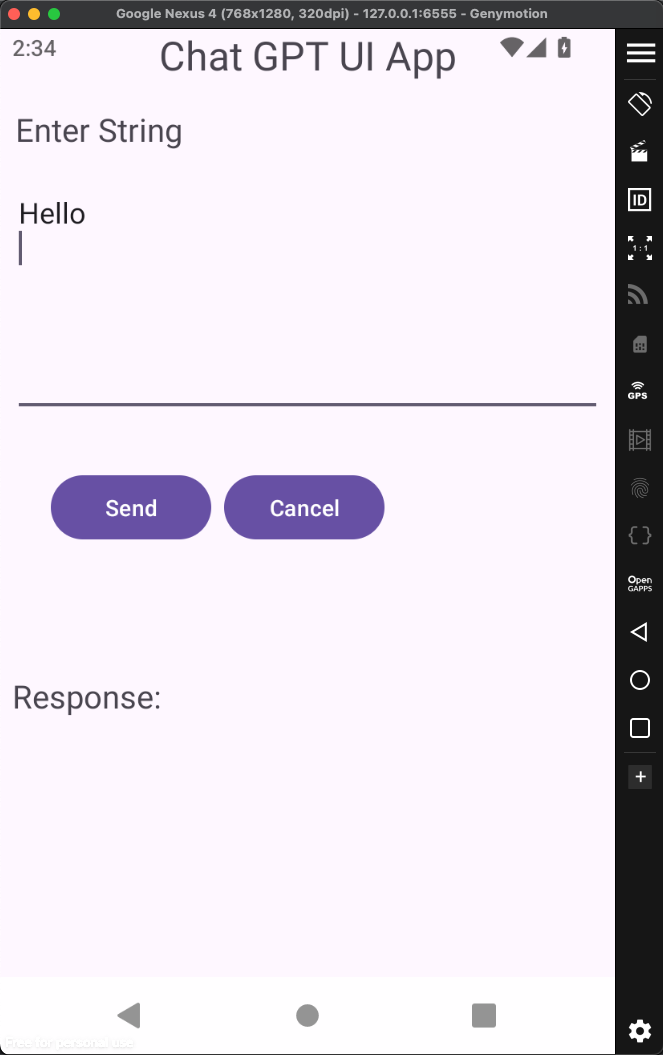 Google Nexus 4 (768x1280, 320dpi) - 127.0.0.1:6555 - Genymotion
2:34
Chat GPT UI App
Enter String
Hello
Send
Cancel
Response:
ID
1:1
GPS
Open
GAPPS
Free for personal use